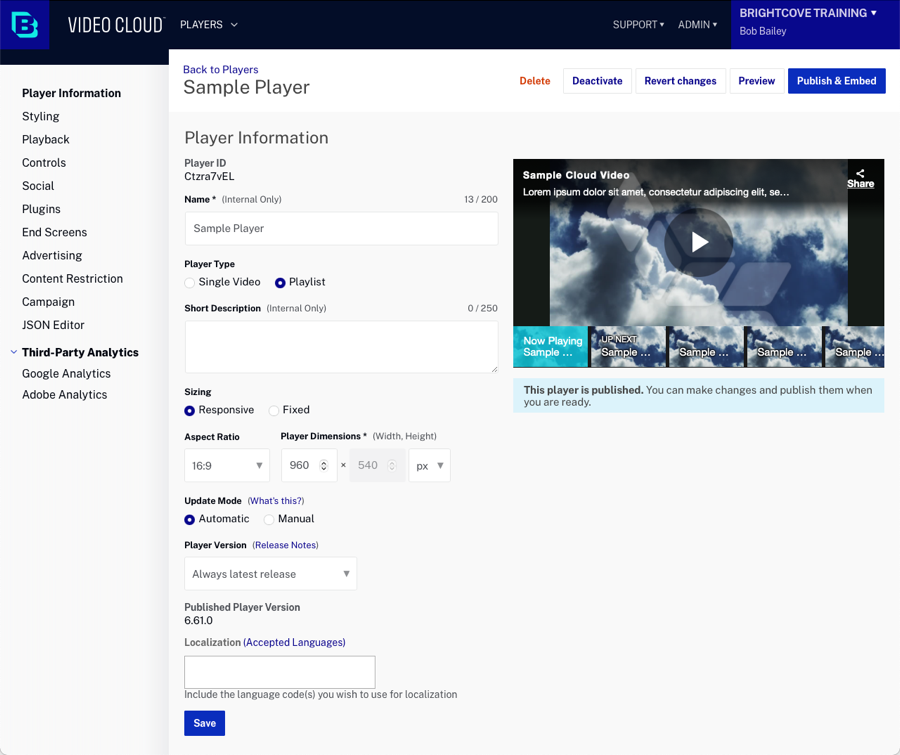 VIDEO CLOUD
PLAYERS
SUPPORT
ADMIN
BRIGHTCOVE TRAINING
Bob Bailey
Player Information
Styling
Playback
Controls
Social
Plugins
End Screens
Advertising
Content Restriction
Campaign
JSON Editor
Third-Party Analytics
Google Analytics
Adobe Analytics
Back to Players
Sample Player
Delete
Deactivate
Revert changes
Preview
Publish & Embed
Player Information
Player ID
Ctzra7vEL
Name * (Internal Only) 13 / 200
Sample Player
Player Type
Single Video Playlist
Short Description (Internal Only) 0 / 250
Sizing
Responsive Fixed
Aspect Ratio Player Dimensions * (Width, Height)
16:9 960 × 540 px
Update Mode (What's this?)
Automatic Manual
Player Version (Release Notes)
Always latest release
Published Player Version
6.61.0
Localization (Accepted Languages)
Include the language code(s) you wish to use for localization
Save
Sample Cloud Video
Lorem ipsum dolor sit amet, consectetur adipiscing elit, se...
Share
Now Playing
Sample ...
UP NEXT
Sample ...
Sample ...
Sample ...
Sample ...
This player is published. You can make changes and publish them when
you are ready.